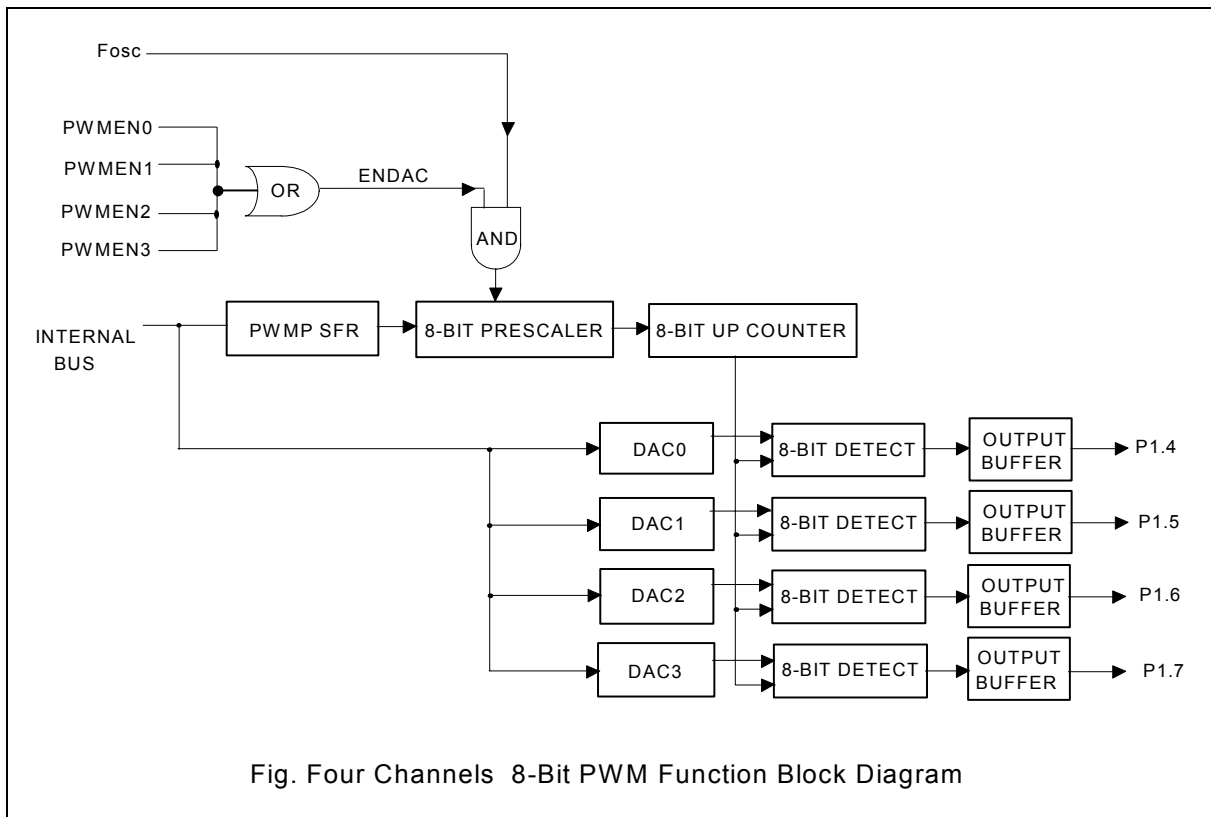 Fosc
PWMEN0
PWMEN1
PWMEN2
PWMEN3
OR
ENDAC
AND
INTERNAL
BUS
PWMP SFR
8-BIT PRESCALER
8-BIT UP COUNTER
DAC0
8-BIT DETECT
OUTPUT
BUFFER
P1.4
DAC1
8-BIT DETECT
OUTPUT
BUFFER
P1.5
DAC2
8-BIT DETECT
OUTPUT
BUFFER
P1.6
DAC3
8-BIT DETECT
OUTPUT
BUFFER
P1.7
Fig. Four Channels 8-Bit PWM Function Block Diagram